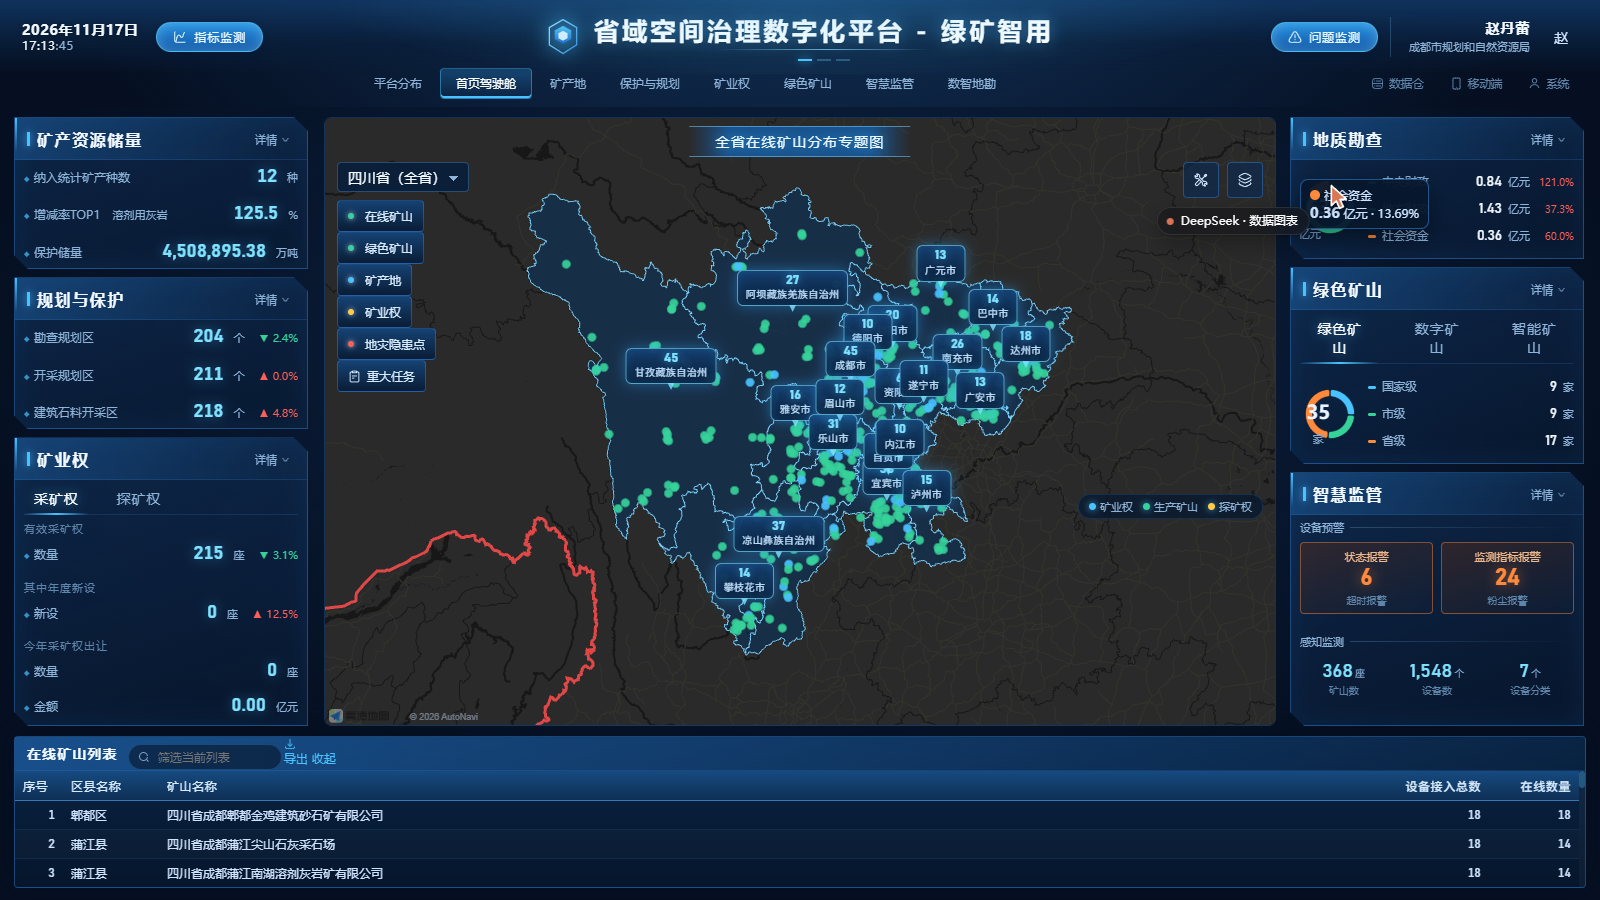 2026年11月17日
17:13:45
指标监测
省域空间治理数字化平台 - 绿矿智用
问题监测
赵丹蕾
成都市规划和自然资源局
赵
平台分布
首页驾驶舱
矿产地
保护与规划
矿业权
绿色矿山
智慧监管
数智地勘
数据仓
移动端
系统
矿产资源储量
详情
纳入统计矿产种数 12 种
增减率TOP1 溶剂用灰岩 125.5 %
保护储量 4,508,895.38 万吨
规划与保护
详情
勘查规划区 204 个 ▼ 2.4%
开采规划区 211 个 ▲ 0.0%
建筑石料开采区 218 个 ▲ 4.8%
矿业权
详情
采矿权 探矿权
有效采矿权
数量 215 座 ▼ 3.1%
其中年度新设
新设 0 座 ▲ 12.5%
今年采矿权出让
数量 0 座
金额 0.00 亿元
全省在线矿山分布专题图
四川省（全省）
在线矿山
绿色矿山
矿产地
矿业权
地灾隐患点
重大任务
13
广元市
27
阿坝藏族羌族自治州
14
巴中市
20
阳市
10
德阳市
18
达州市
26
南充市
45
成都市
45
甘孜藏族自治州
11
遂宁市
资阳
13
广安市
12
眉山市
16
雅安市
31
乐山市
10
内江市
自贡市
宜宾市
15
泸州市
37
凉山彝族自治州
14
攀枝花市
矿业权 生产矿山 探矿权
© 2026 AutoNavi
DeepSeek · 数据图表
地质勘查
详情
0.84 亿元 121.0%
1.43 亿元 37.3%
社会资金 0.36 亿元 60.0%
亿元
社会资金
0.36 亿元 · 13.69%
绿色矿山
详情
绿色矿山
数字矿山
智能矿山
35
家
国家级 9 家
市级 9 家
省级 17 家
智慧监管
详情
设备预警
状态报警
6
超时报警
监测指标报警
24
粉尘报警
感知监测
368 座
矿山数
1,548 个
设备数
7 个
设备分类
在线矿山列表
筛选当前列表
导出 收起
序号 区县名称 矿山名称 设备接入总数 在线数量
1 郫都区 四川省成都郫都金鸡建筑砂石矿有限公司 18 18
2 蒲江县 四川省成都蒲江尖山石灰采石场 18 14
3 蒲江县 四川省成都蒲江南湖溶剂灰岩矿有限公司 18 14